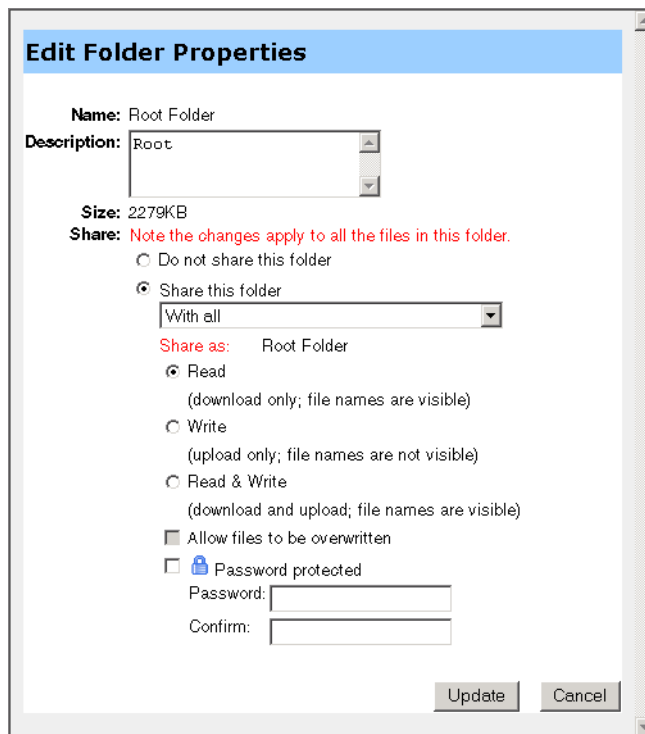 Edit Folder Properties
Name: Root Folder
Description: Root
Size: 2279KB
Share: Note the changes apply to all the files in this folder.
Do not share this folder
Share this folder
With all
Share as: Root Folder
Read
(download only; file names are visible)
Write
(upload only; file names are not visible)
Read & Write
(download and upload; file names are visible)
Allow files to be overwritten
Password protected
Password:
Confirm:
Update Cancel